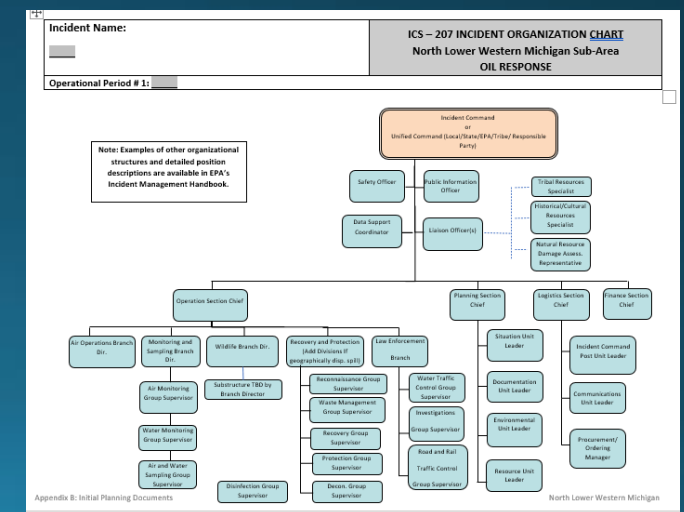 Incident Name:
ICS – 207 INCIDENT ORGANIZATION CHART
North Lower Western Michigan Sub-Area
OIL RESPONSE
Operational Period # 1:
Incident Command
or
Unified Command (Local/State/EPA/Tribe/ Responsible
Party)
Note: Examples of other organizational
structures and detailed position
descriptions are available in EPA's
Incident Management Handbook.
Safety Officer
Public Information
Officer
Tribal Resources
Specialist
Historical/Cultural
Resources
Specialist
Data Support
Coordinator
Liaison Officer(s)
Natural Resource
Damage Assess.
Representative
Operation Section Chief
Planning Section
Chief
Logistics Section
Chief
Finance Section
Chief
Air Operations Branch
Dir.
Monitoring and
Sampling Branch
Dir.
Wildlife Branch Dir.
Recovery and Protection
(Add Divisions if
geographically disp. spill)
Law Enforcement
Branch
Situation Unit
Leader
Incident Command
Post Unit Leader
Air Monitoring
Group Supervisor
Substructure TBD by
Branch Director
Reconnaissance Group
Supervisor
Water Traffic
Control Group
Supervisor
Documentation
Unit Leader
Communications
Unit Leader
Waste Management
Group Supervisor
Investigations
Group Supervisor
Water Monitoring
Group Supervisor
Recovery Group
Supervisor
Environmental
Unit Leader
Procurement/
Ordering
Manager
Air and Water
Sampling Group
Supervisor
Protection Group
Supervisor
Road and Rail
Traffic Control
Group Supervisor
Resource Unit
Leader
Disinfection Group
Supervisor
Decon. Group
Supervisor
Appendix B: Initial Planning Documents
North Lower Western Michigan